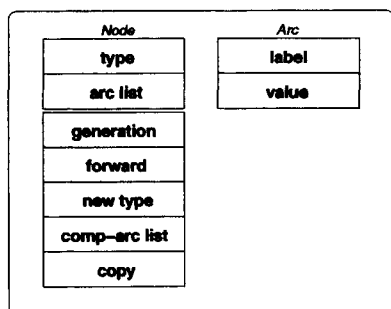 Node
Arc
type
label
arc list
value
generation
forward
new type
comp–arc list
copy